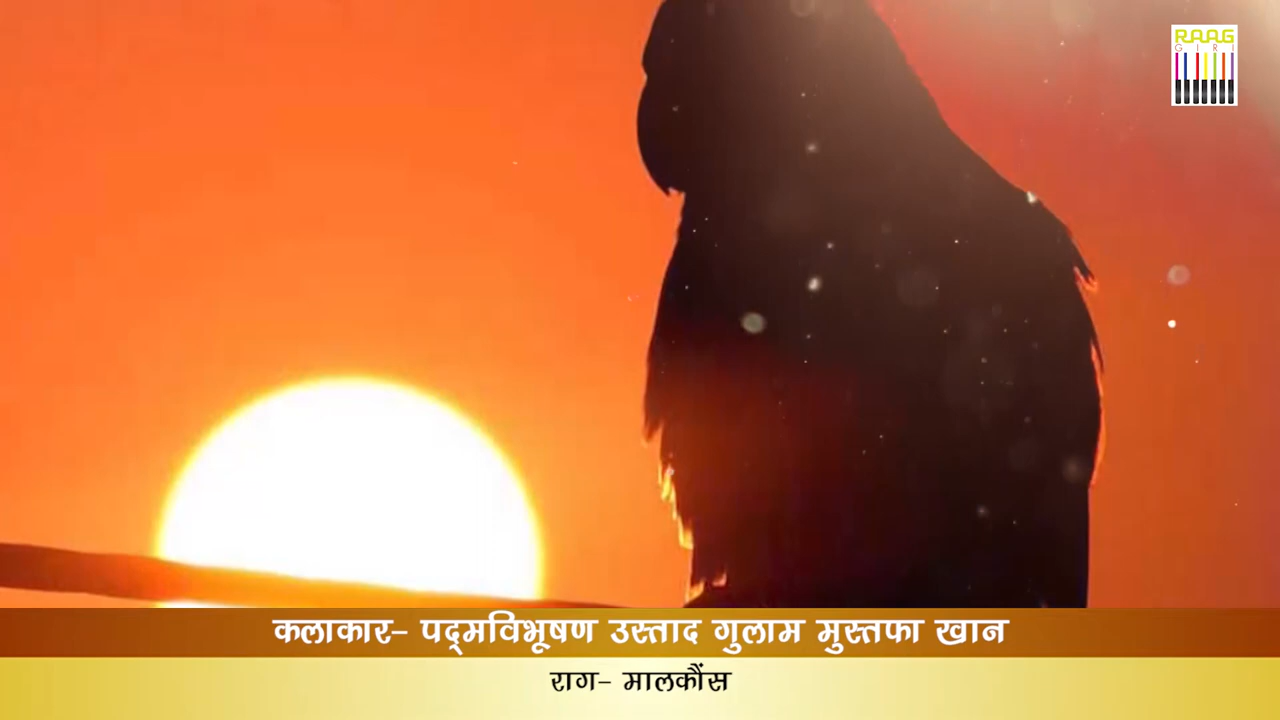 RAAG
GIRI
कलाकार- पद्मविभूषण उस्ताद गुलाम मुस्तफा खान
राग- मालकौंस